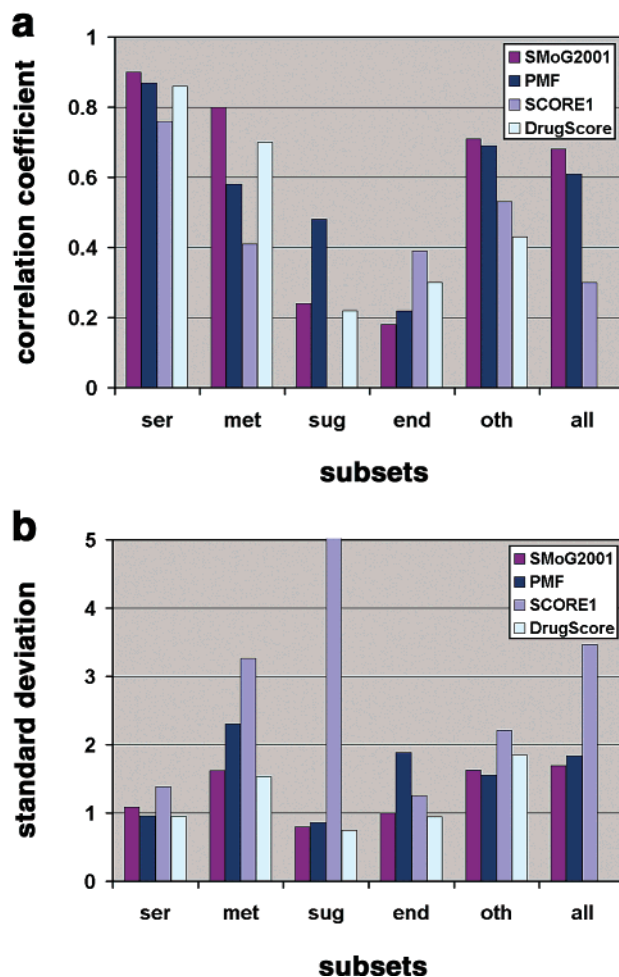 a
correlation coefficient
1
0.8
0.6
0.4
0.2
0
SMoG2001
PMF
SCORE1
DrugScore
ser met sug end oth all
subsets
b
standard deviation
5
4
3
2
1
0
SMoG2001
PMF
SCORE1
DrugScore
ser met sug end oth all
subsets